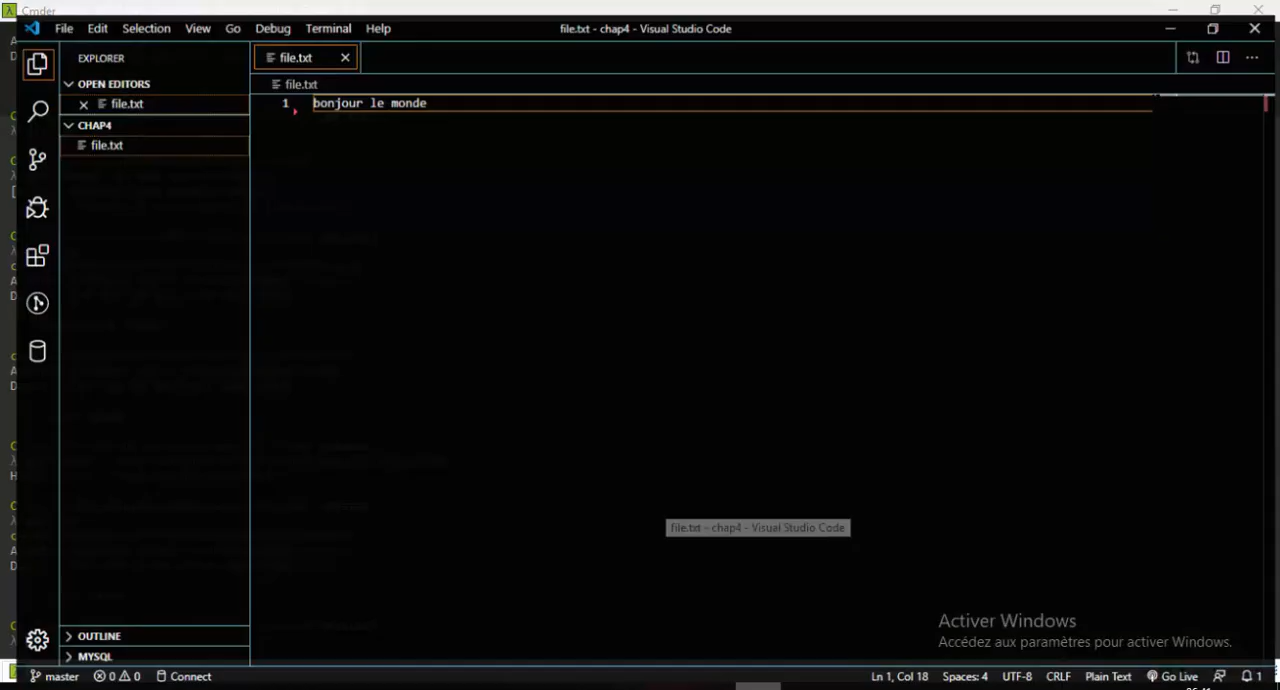 Cmder
File Edit Selection View Go Debug Terminal Help
file.txt - chap4 - Visual Studio Code
EXPLORER
OPEN EDITORS
file.txt
CHAP4
file.txt
OUTLINE
MYSQL
file.txt
file.txt
1 bonjour le monde
file.txt - chap4 - Visual Studio Code
Activer Windows
Accédez aux paramètres pour activer Windows.
master 0 0 Connect
Ln 1, Col 18 Spaces: 4 UTF-8 CRLF Plain Text Go Live 1